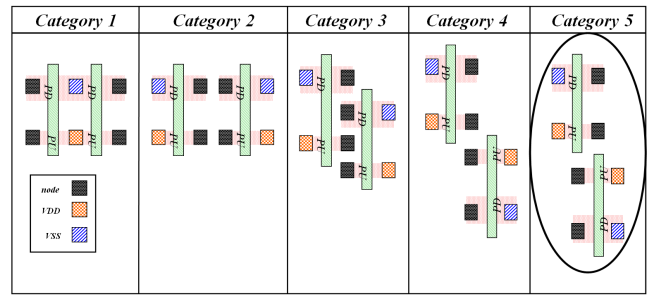 Category 1 Category 2 Category 3 Category 4 Category 5
PD PD PD PD PD PD PD PD
PU PU PU PU PU PU PU PU
PU PU
PD PD
node
VDD
VSS